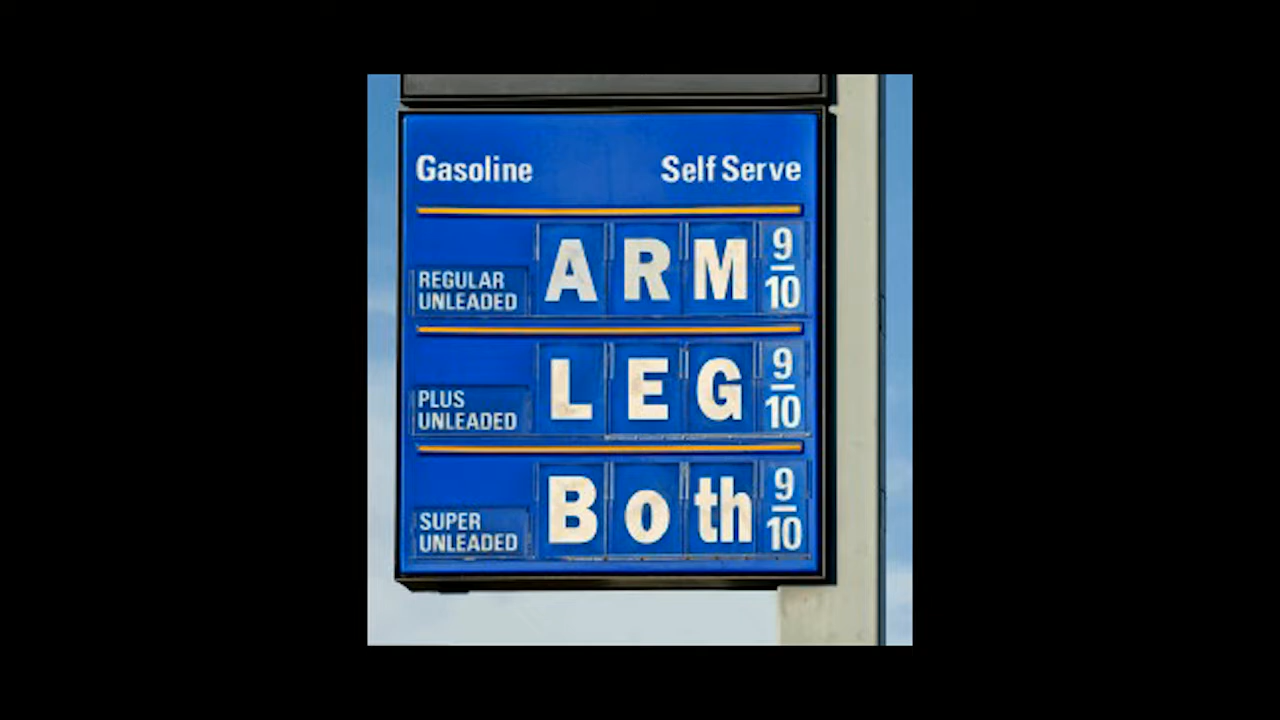 Gasoline Self Serve
REGULAR UNLEADED ARM 9/10
PLUS UNLEADED LEG 9/10
SUPER UNLEADED Both 9/10